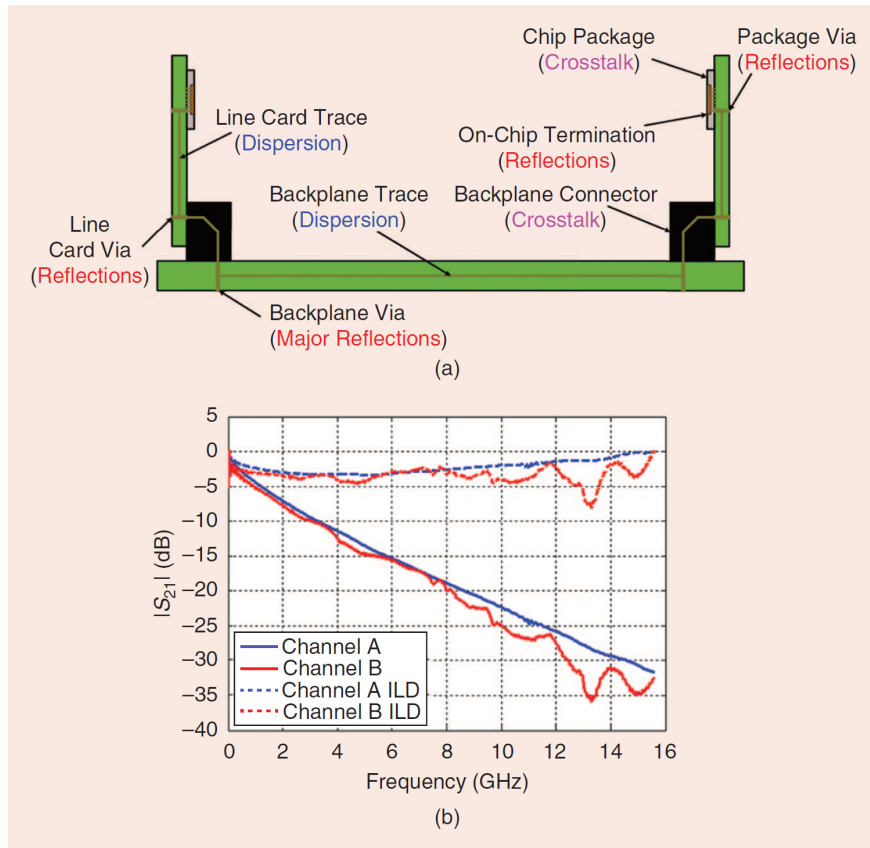 Chip Package
(Crosstalk)
Package Via
(Reflections)
Line Card Trace
(Dispersion)
On-Chip Termination
(Reflections)
Backplane Trace
(Dispersion)
Backplane Connector
(Crosstalk)
Line
Card Via
(Reflections)
Backplane Via
(Major Reflections)
(a)
5
0
–5
–10
–15
–20
–25
–30
–35
–40
|S21| (dB)
Channel A
Channel B
Channel A ILD
Channel B ILD
0 2 4 6 8 10 12 14 16
Frequency (GHz)
(b)